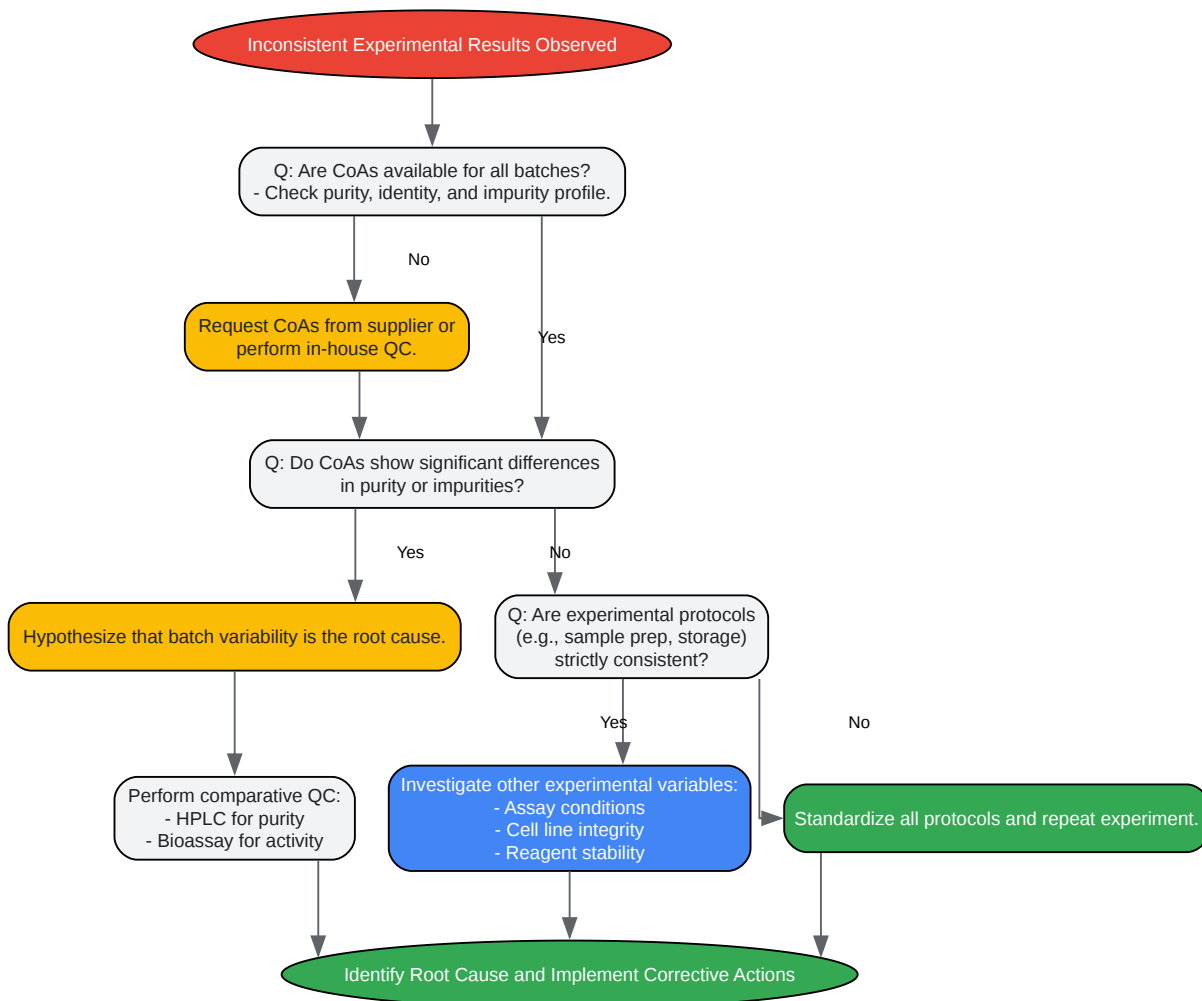 Inconsistent Experimental Results Observed
Q: Are CoAs available for all batches?
- Check purity, identity, and impurity profile.
No
Request CoAs from supplier or
perform in-house QC.
Yes
Q: Do CoAs show significant differences
in purity or impurities?
Yes
No
Hypothesize that batch variability is the root cause.
Q: Are experimental protocols
(e.g., sample prep, storage)
strictly consistent?
Yes
No
Perform comparative QC:
- HPLC for purity
- Bioassay for activity
Investigate other experimental variables:
- Assay conditions
- Cell line integrity
- Reagent stability
Standardize all protocols and repeat experiment.
Identify Root Cause and Implement Corrective Actions